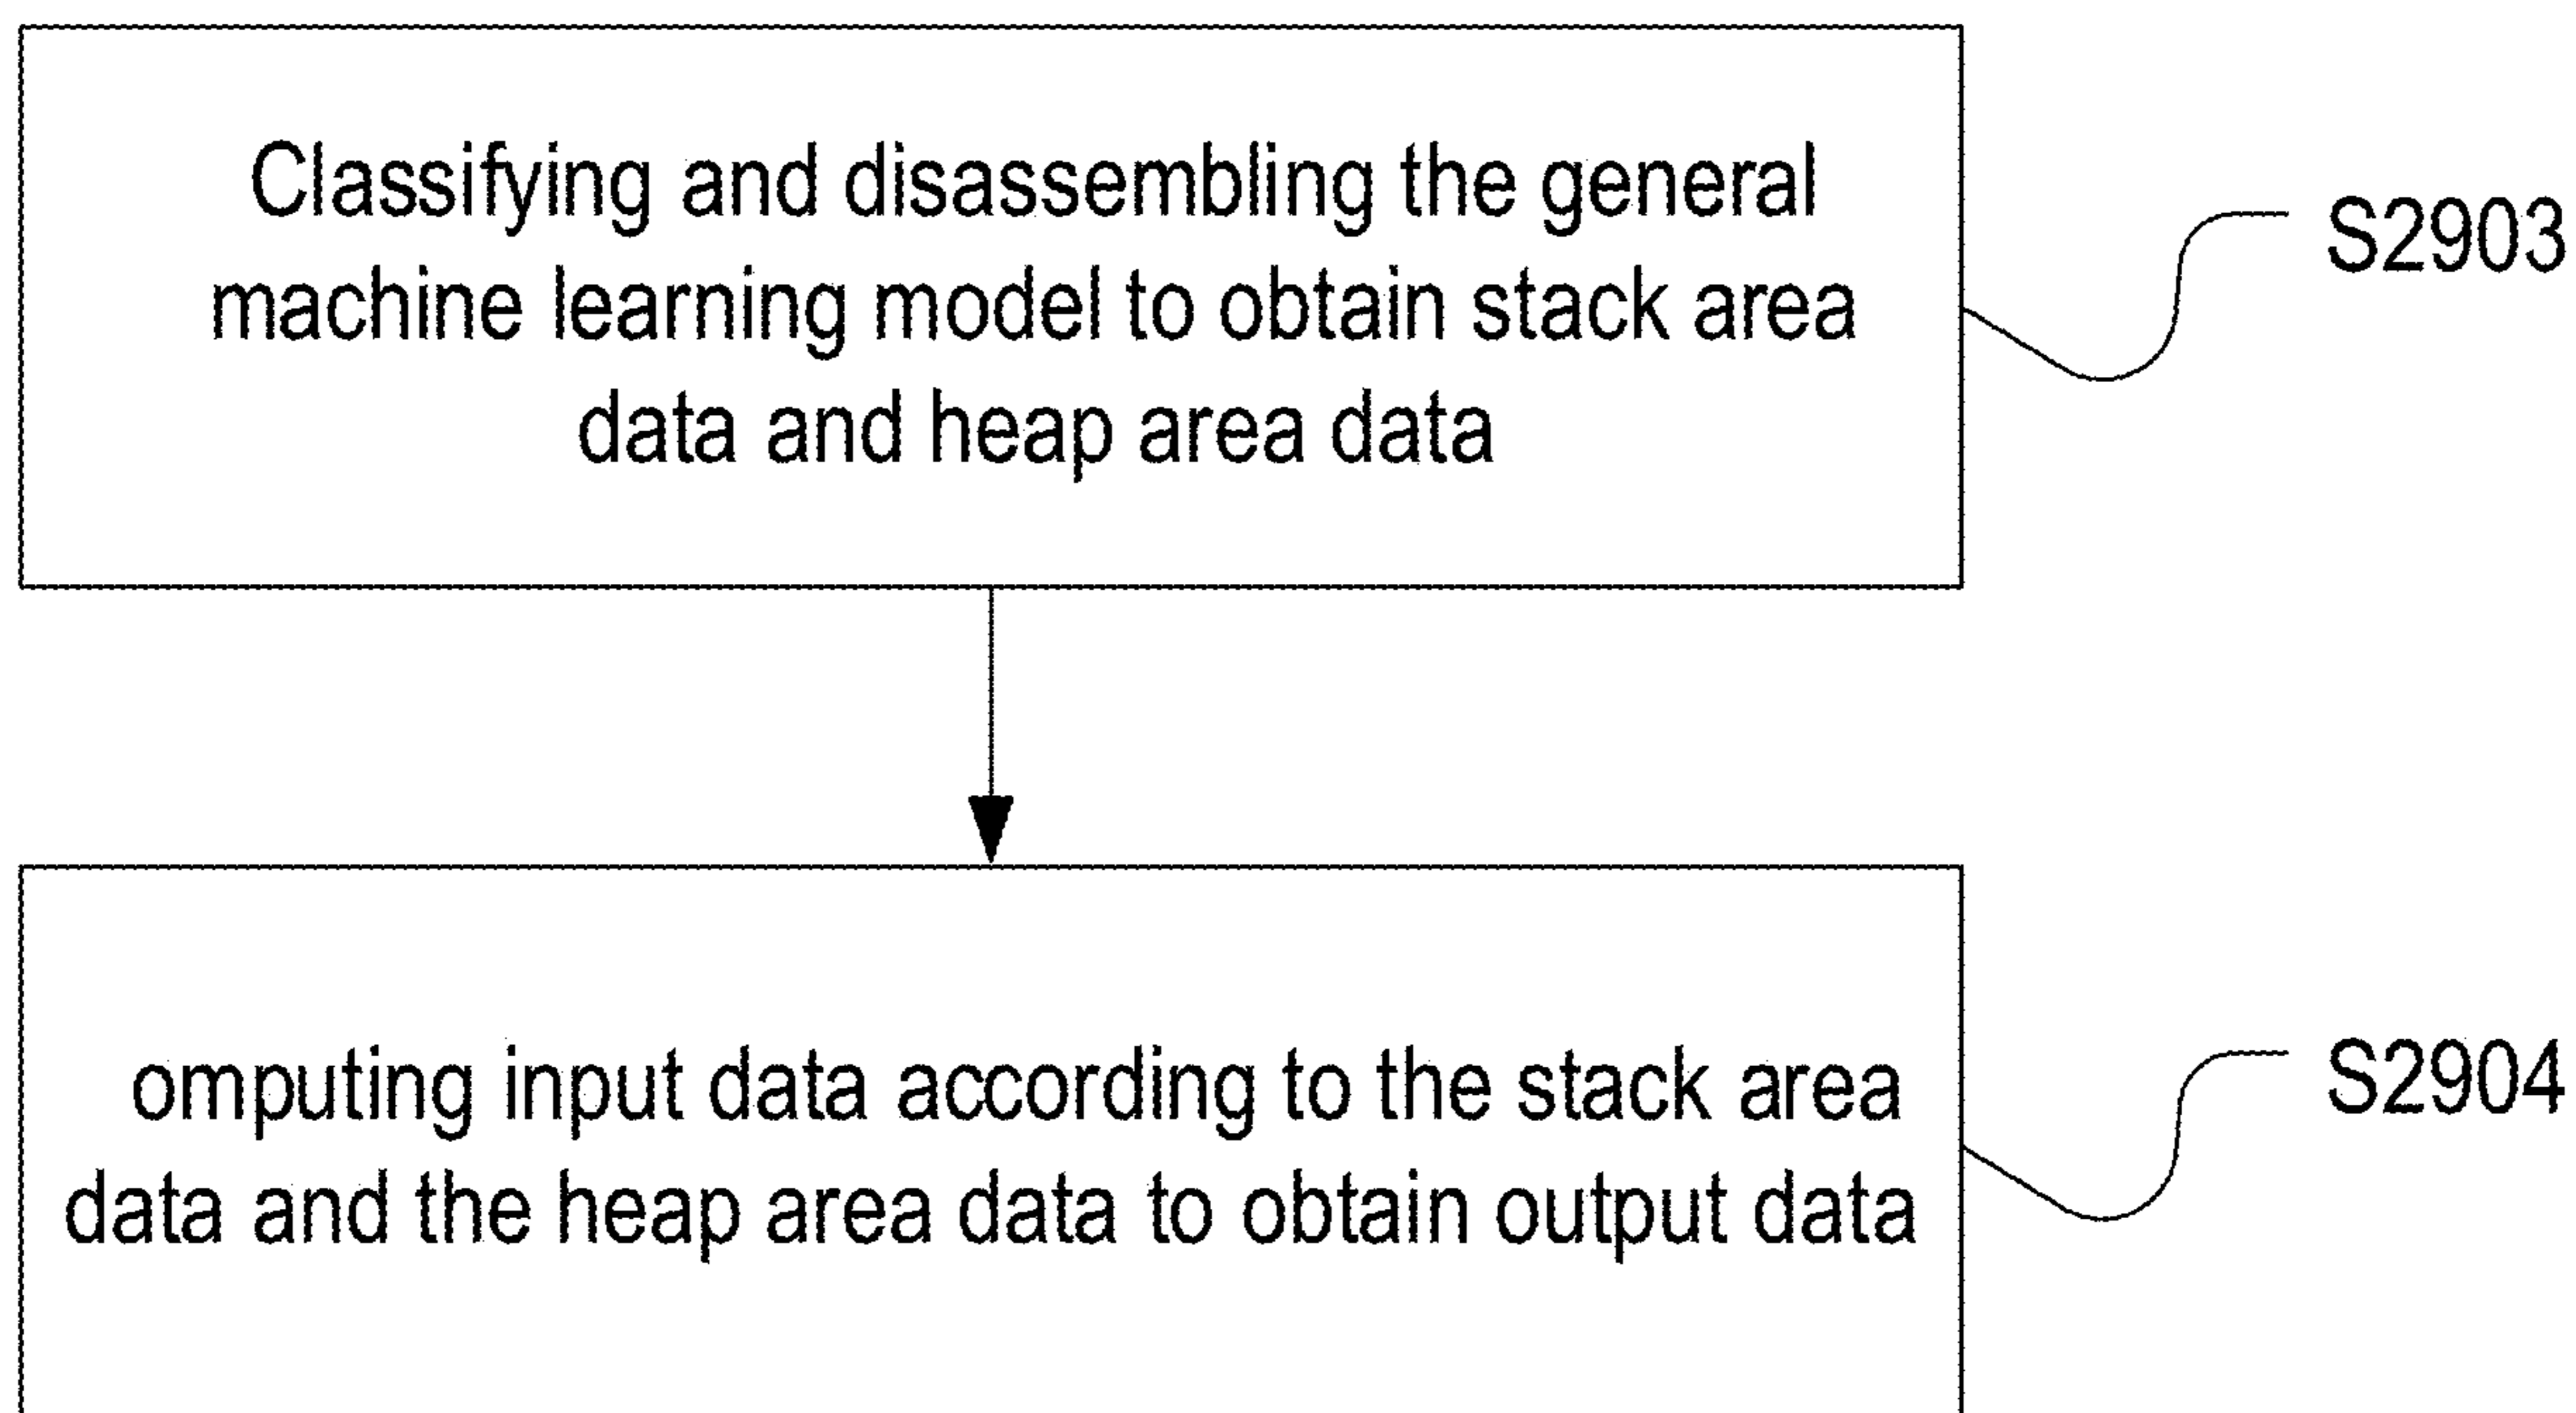 Classifying and disassembling the general
machine learning model to obtain stack area
data and heap area data
S2903
omputing input data according to the stack area
data and the heap area data to obtain output data
S2904